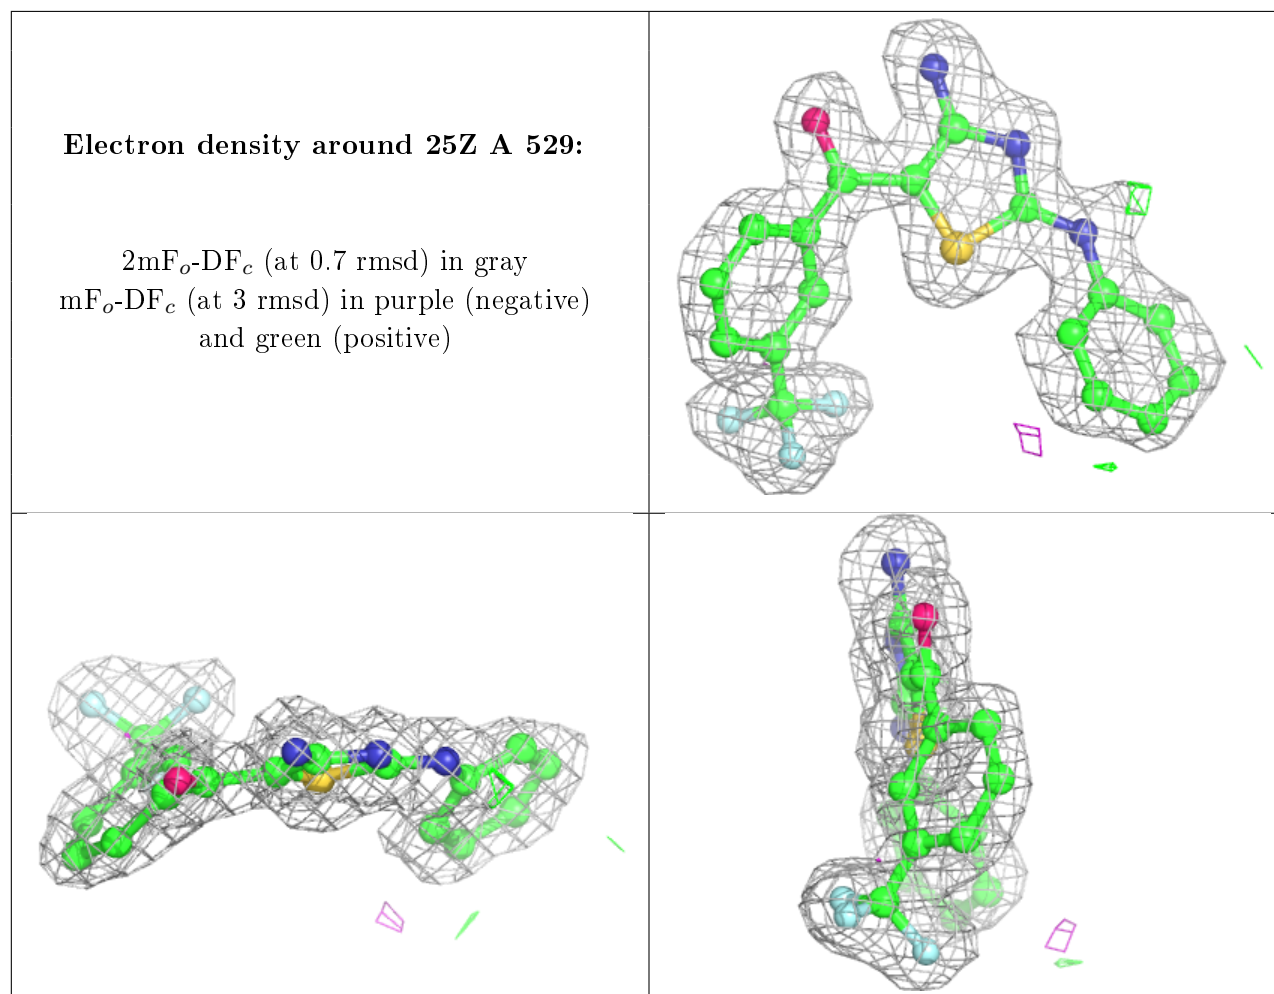 Electron density around 25Z A 529:
2mFo-DFc (at 0.7 rmsd) in gray
mFo-DFc (at 3 rmsd) in purple (negative)
and green (positive)